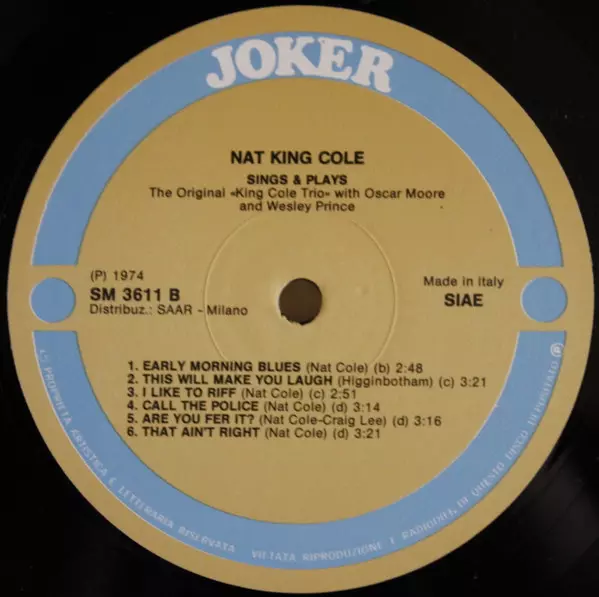 JOKER
NAT KING COLE
SINGS & PLAYS
The Original «King Cole Trio» with Oscar Moore
and Wesley Prince
(P) 1974
SM 3611 B
Distribuz.: SAAR - Milano
Made in Italy
SIAE
1. EARLY MORNING BLUES (Nat Cole) (b) 2:48
2. THIS WILL MAKE YOU LAUGH (Higginbotham) (c) 3:21
3. I LIKE TO RIFF (Nat Cole) (c) 2:51
4. CALL THE POLICE (Nat Cole) (d) 3:14
5. ARE YOU FER IT? (Nat Cole-Craig Lee) (d) 3:16
6. THAT AIN'T RIGHT (Nat Cole) (d) 3:21
PROPRIETA ARTISTICA E LETTERARIA RISERVATA VIETATA RIPRODUZIONE E RADIODIF. DI QUESTO DISCO DEPOSITATO